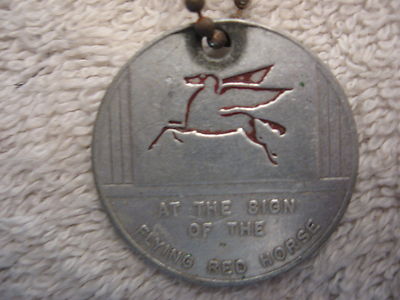 AT THE SIGN
OF THE
FLYING RED HORSE